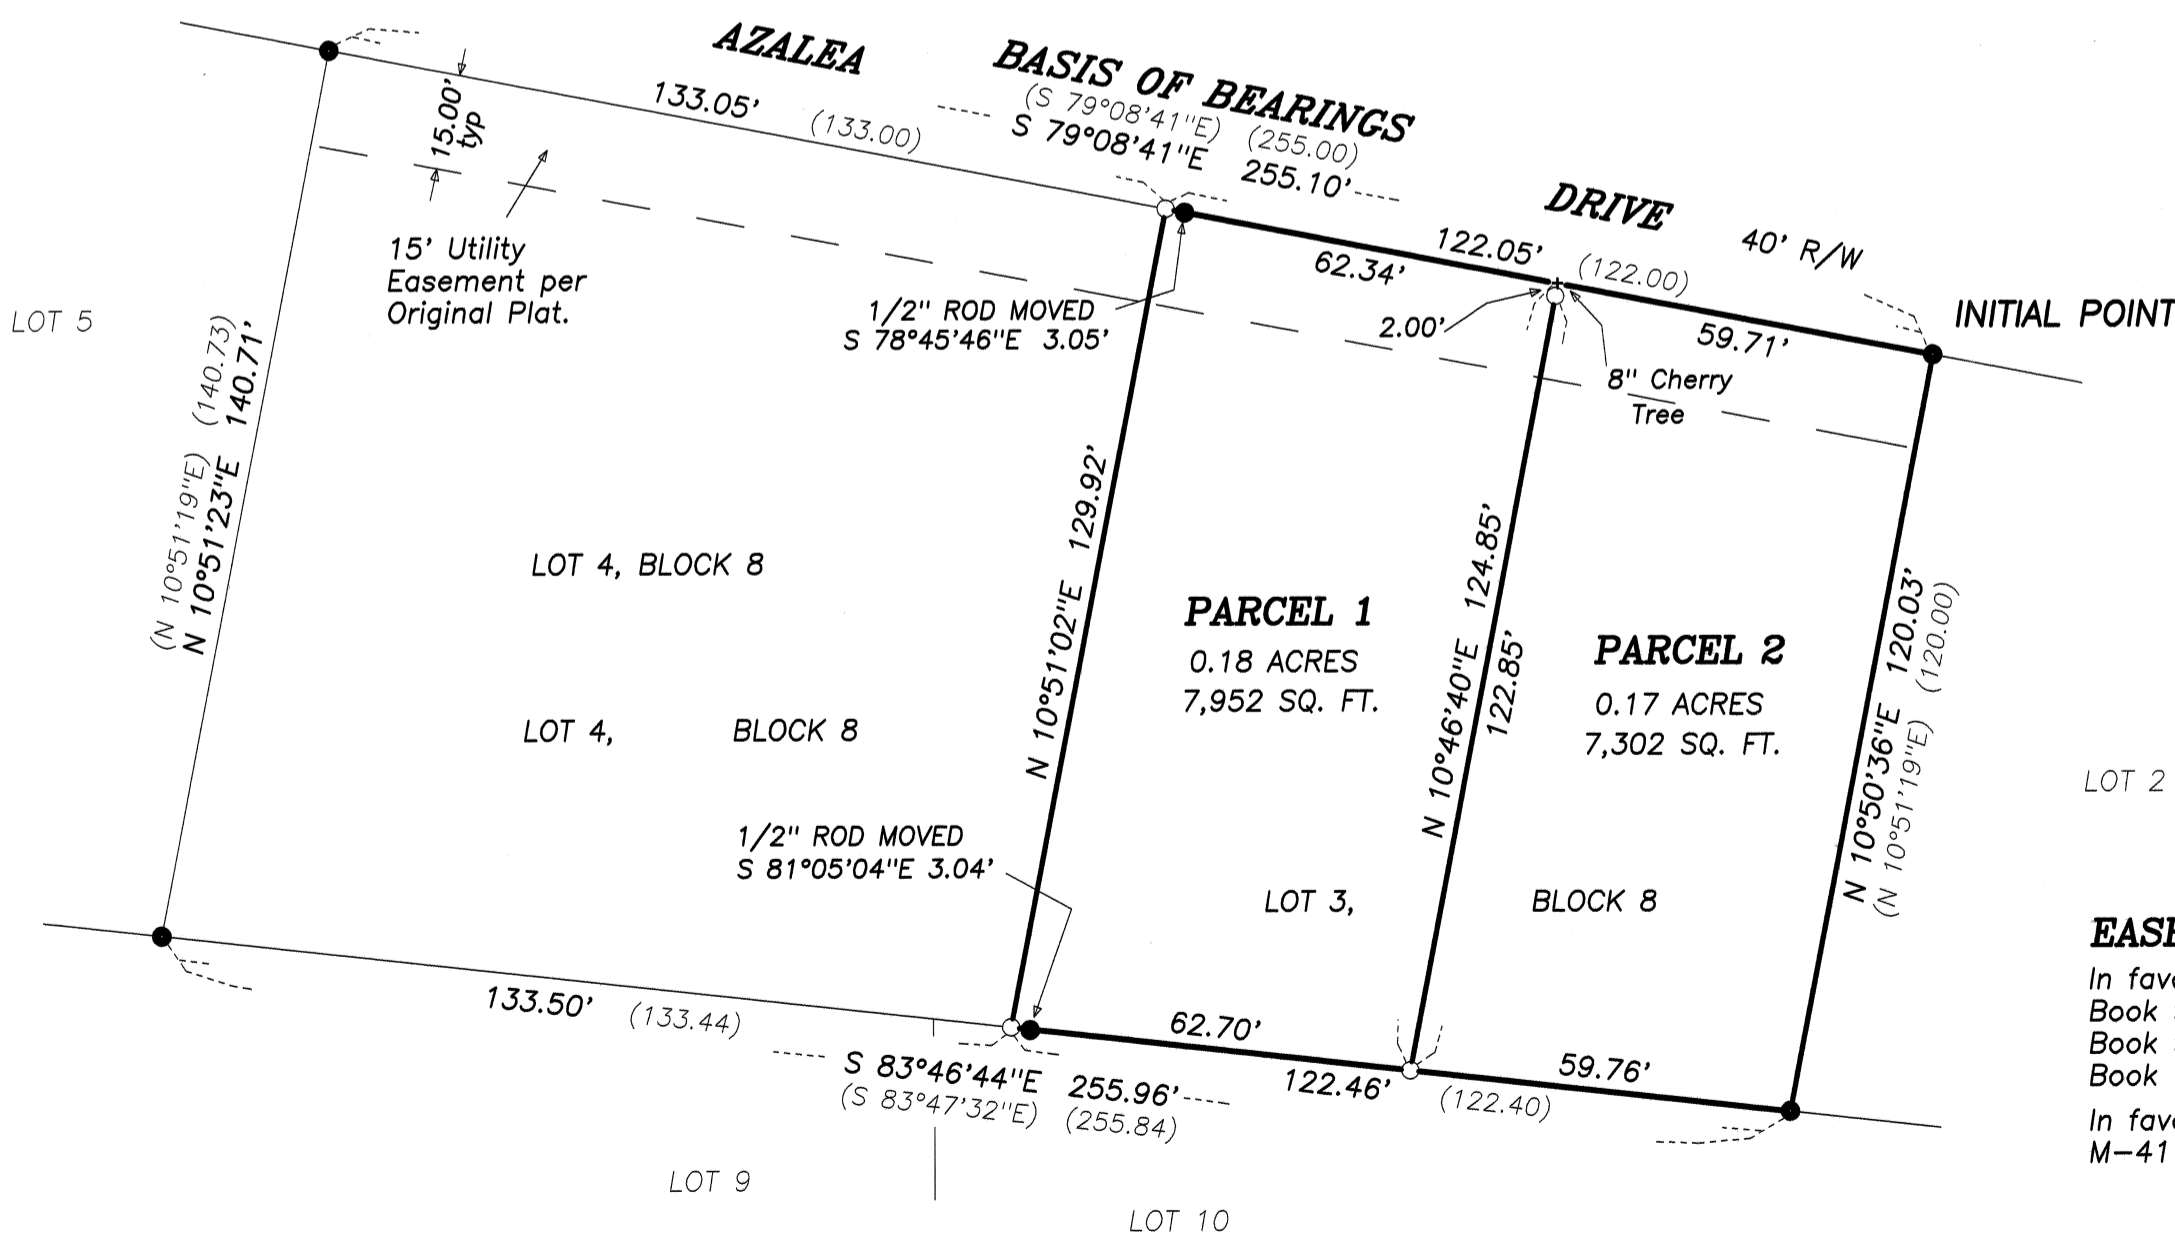 AZALEA
BASIS OF BEARINGS
(S 79°08'41"E) (255.00)
S 79°08'41"E 255.10'
133.05' (133.00)
15.00'
typ
DRIVE
40' R/W
122.05' (122.00)
62.34'
59.71'
INITIAL POINT
15' Utility
Easement per
Original Plat.
1/2" ROD MOVED
S 78°45'46"E 3.05'
2.00'
8" Cherry
Tree
LOT 5
(N 10°51'19"E) (140.73)
N 10°51'23"E 140.71'
LOT 4, BLOCK 8
N 10°51'02"E 129.92'
PARCEL 1
0.18 ACRES
7,952 SQ. FT.
N 10°46'40"E 124.85'
122.85'
PARCEL 2
0.17 ACRES
7,302 SQ. FT.
N 10°50'36"E 120.03'
(N 10°51'19"E) (120.00)
LOT 2
LOT 4, BLOCK 8
1/2" ROD MOVED
S 81°05'04"E 3.04'
LOT 3, BLOCK 8
133.50' (133.44)
62.70'
59.76'
S 83°46'44"E 255.96'
(S 83°47'32"E) (255.84)
122.46' (122.40)
LOT 9
LOT 10
In
Book
Book
Book
In
M-41